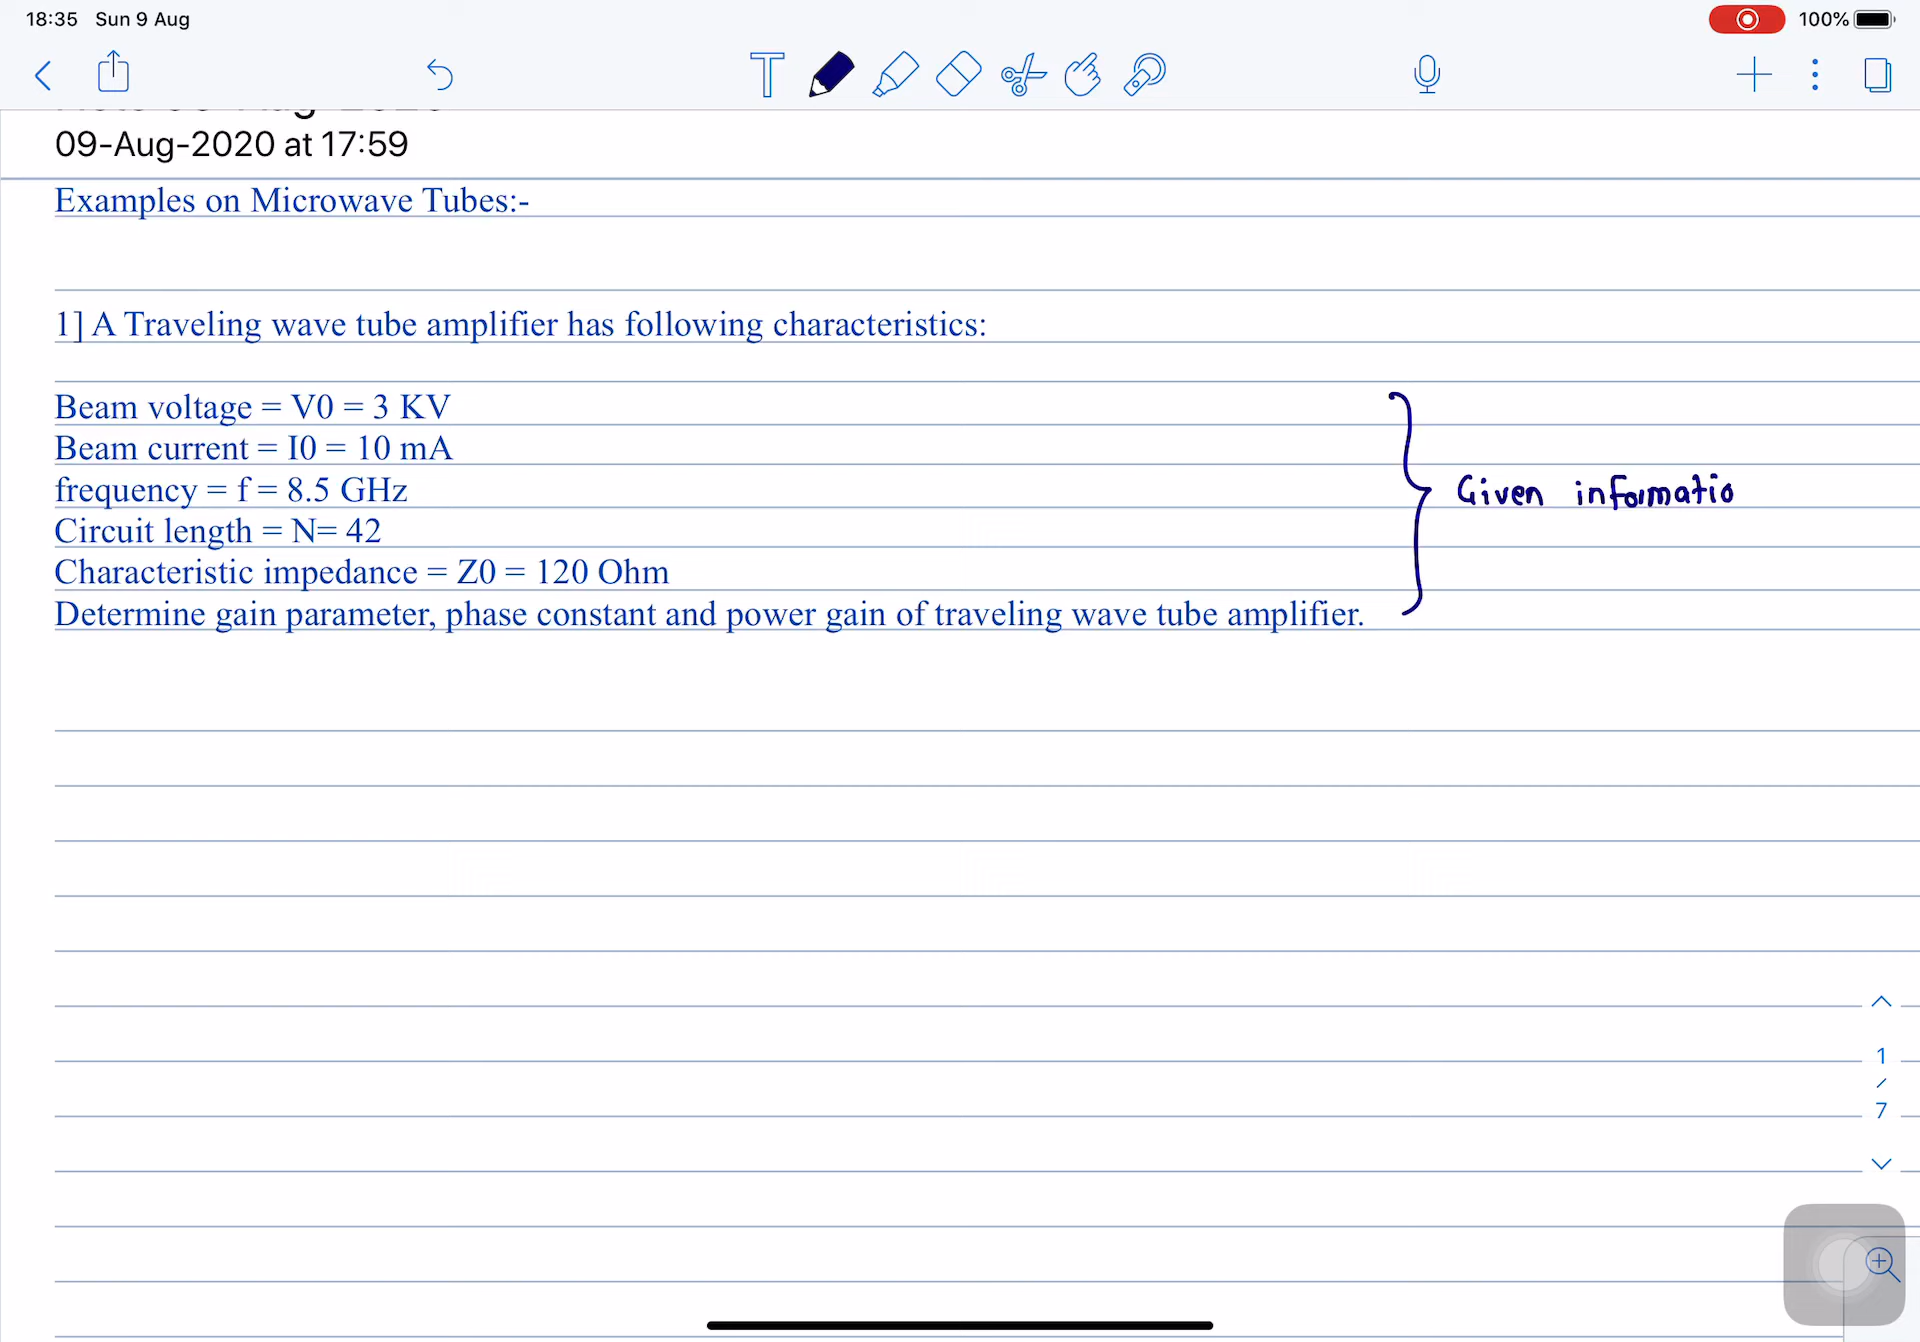 18:35 Sun 9 Aug
100%
09-Aug-2020 at 17:59
Examples on Microwave Tubes:-
1] A Traveling wave tube amplifier has following characteristics:
Beam voltage = V0 = 3 KV
Beam current = I0 = 10 mA
frequency = f = 8.5 GHz
Circuit length = N= 42
Characteristic impedance = Z0 = 120 Ohm
Determine gain parameter, phase constant and power gain of traveling wave tube amplifier.
Given informatio
1
/
7